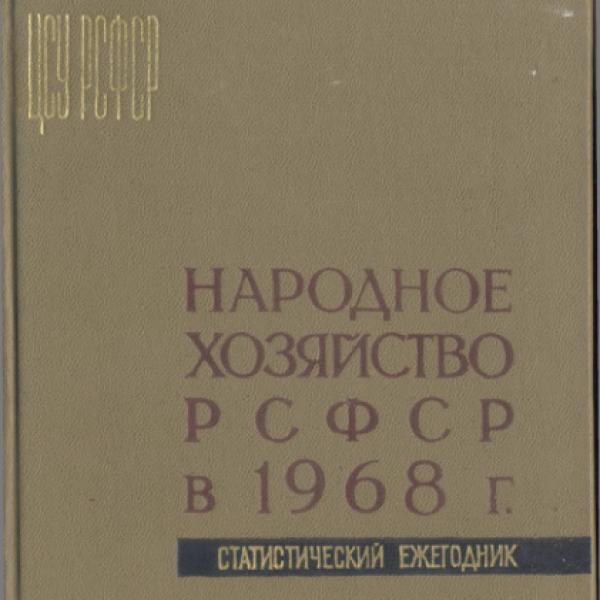 ЦСУ РСФСР
НАРОДНОЕ
ХОЗЯЙСТВО
РСФСР
в 1968 г.
СТАТИСТИЧЕСКИЙ ЕЖЕГОДНИК